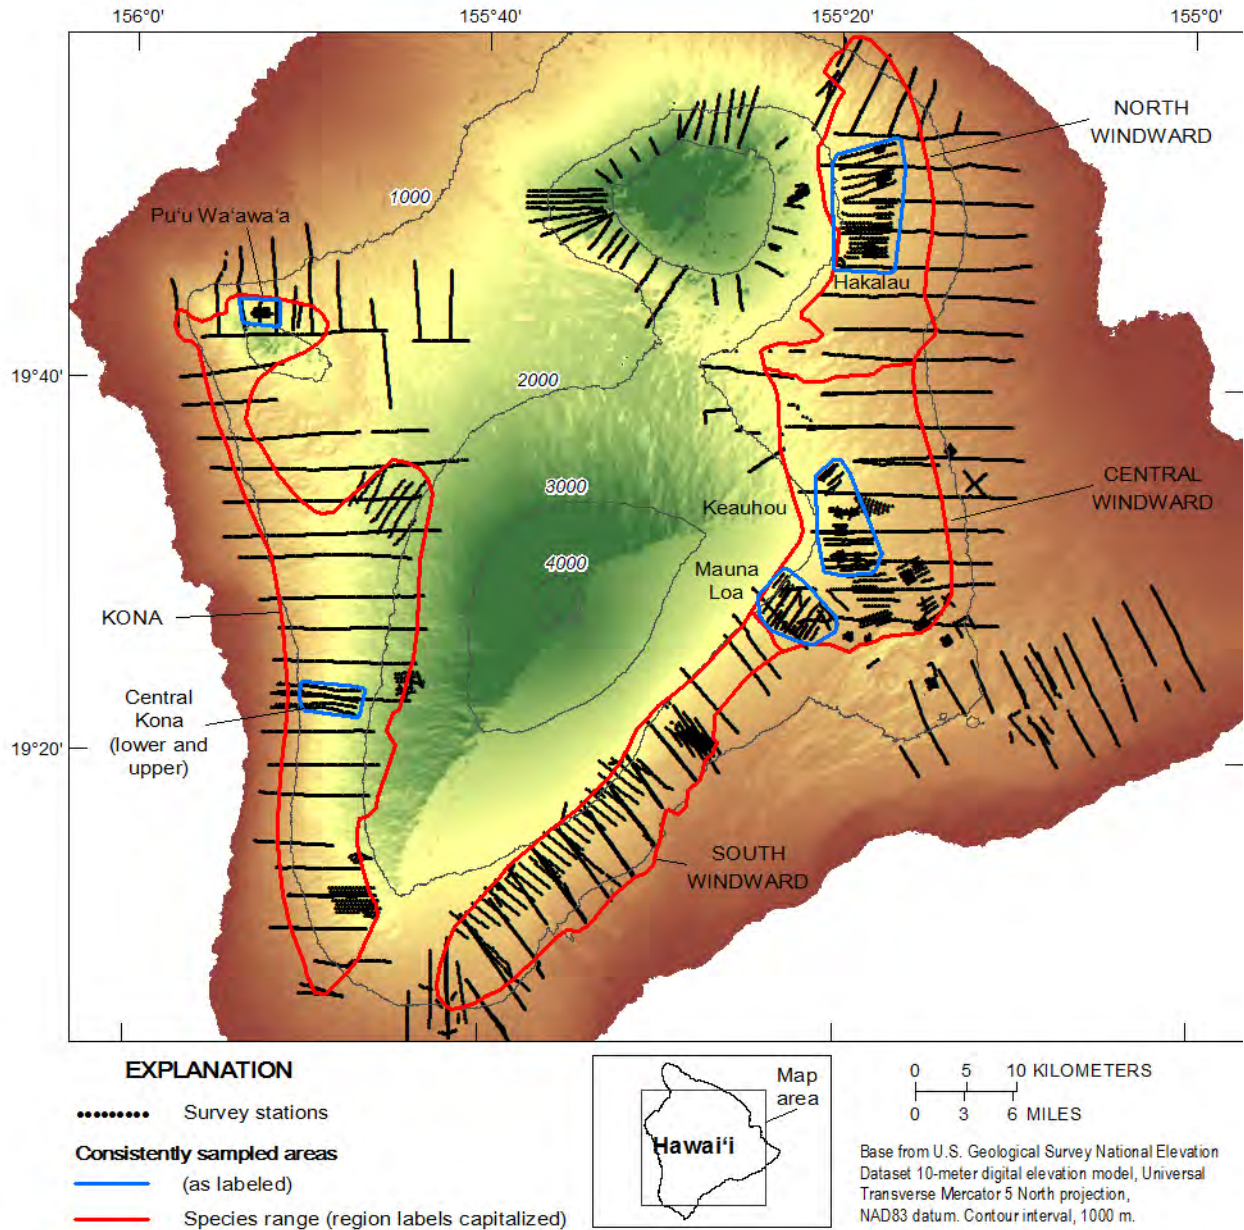 156°0'
155°40'
155°20'
155°0'
NORTH
WINDWARD
1000
Pu‘u Wa‘awa‘a
Hakalau
19°40'
2000
3000
Keauhou
CENTRAL
WINDWARD
4000
Mauna
Loa
KONA
Central
Kona
(lower and
upper)
19°20'
SOUTH
WINDWARD
EXPLANATION
Survey stations
Consistently sampled areas
(as labeled)
Species range (region labels capitalized)
Map
area
Hawai‘i
0 5 10 KILOMETERS
0 3 6 MILES
Base from U.S. Geological Survey National Elevation
Dataset 10-meter digital elevation model, Universal
Transverse Mercator 5 North projection,
NAD83 datum. Contour interval, 1000 m.